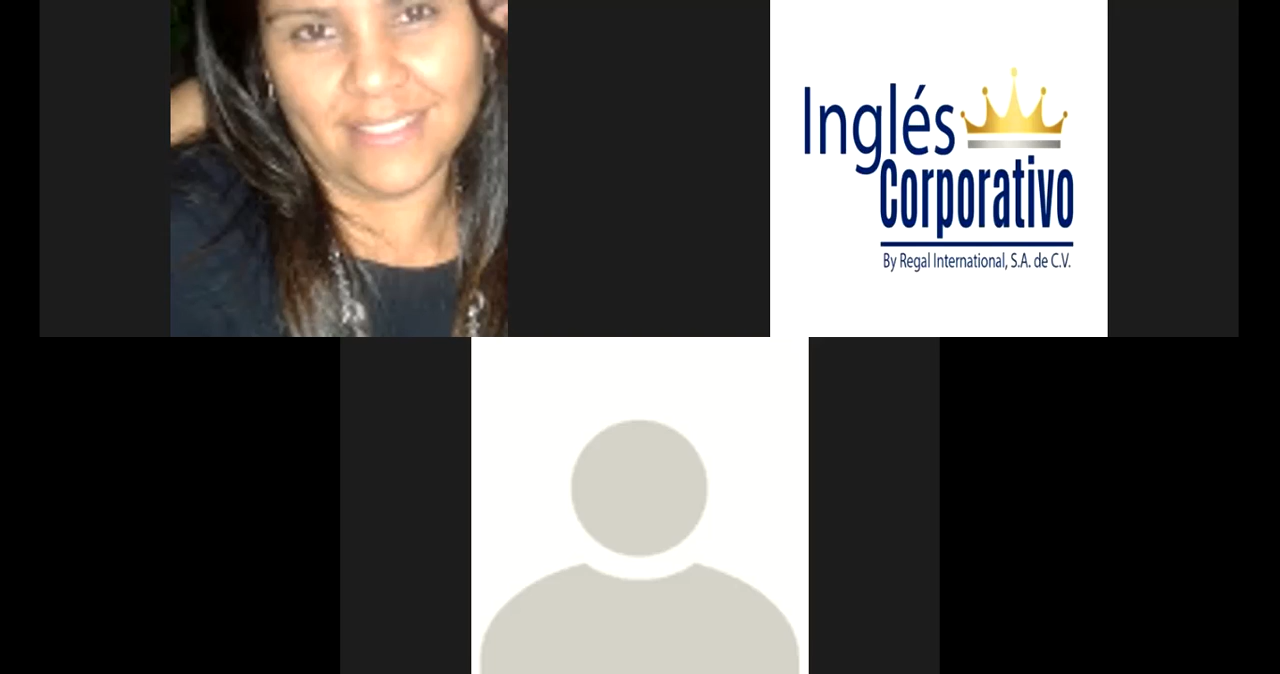 Inglés
Corporativo
By Regal International, S.A. de C.V.